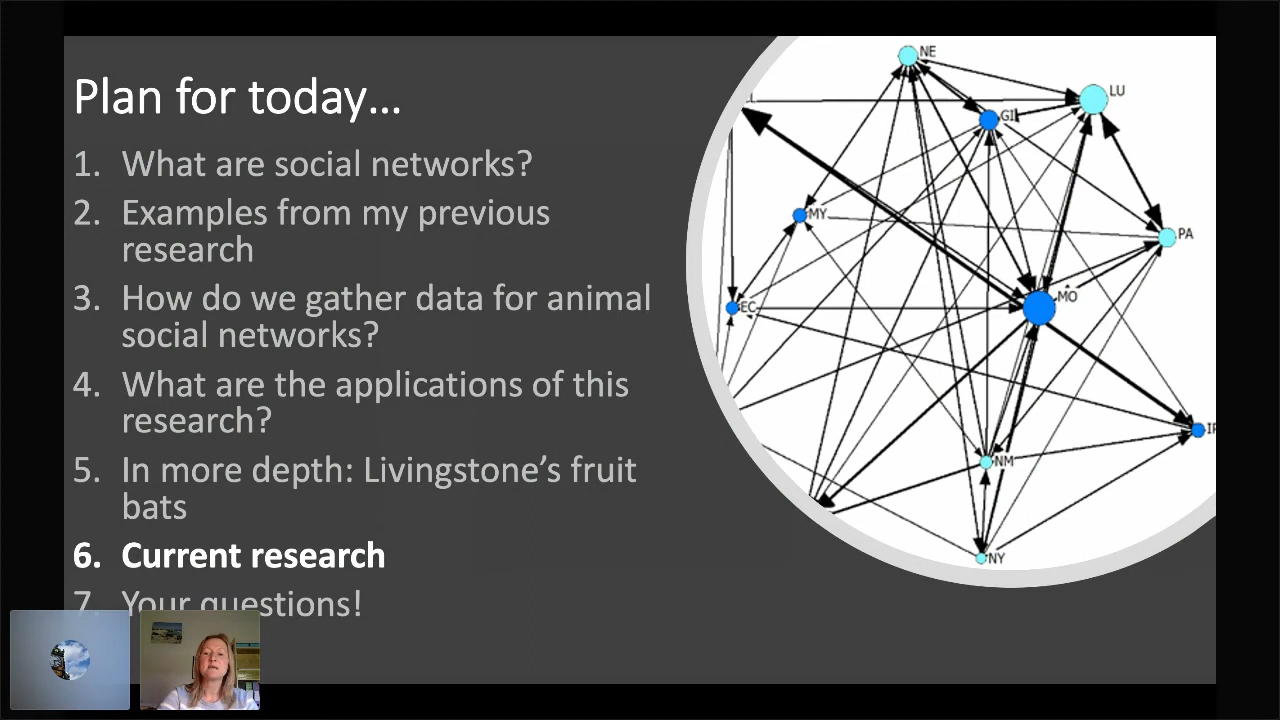 Plan for today...
1. What are social networks?
2. Examples from my previous
research
3. How do we gather data for animal
social networks?
4. What are the applications of this
research?
5. In more depth: Livingstone’s fruit
bats
6. Current research
7. Your questions!
NE
LU
GI
MY
PA
MO
EC
NM
NY